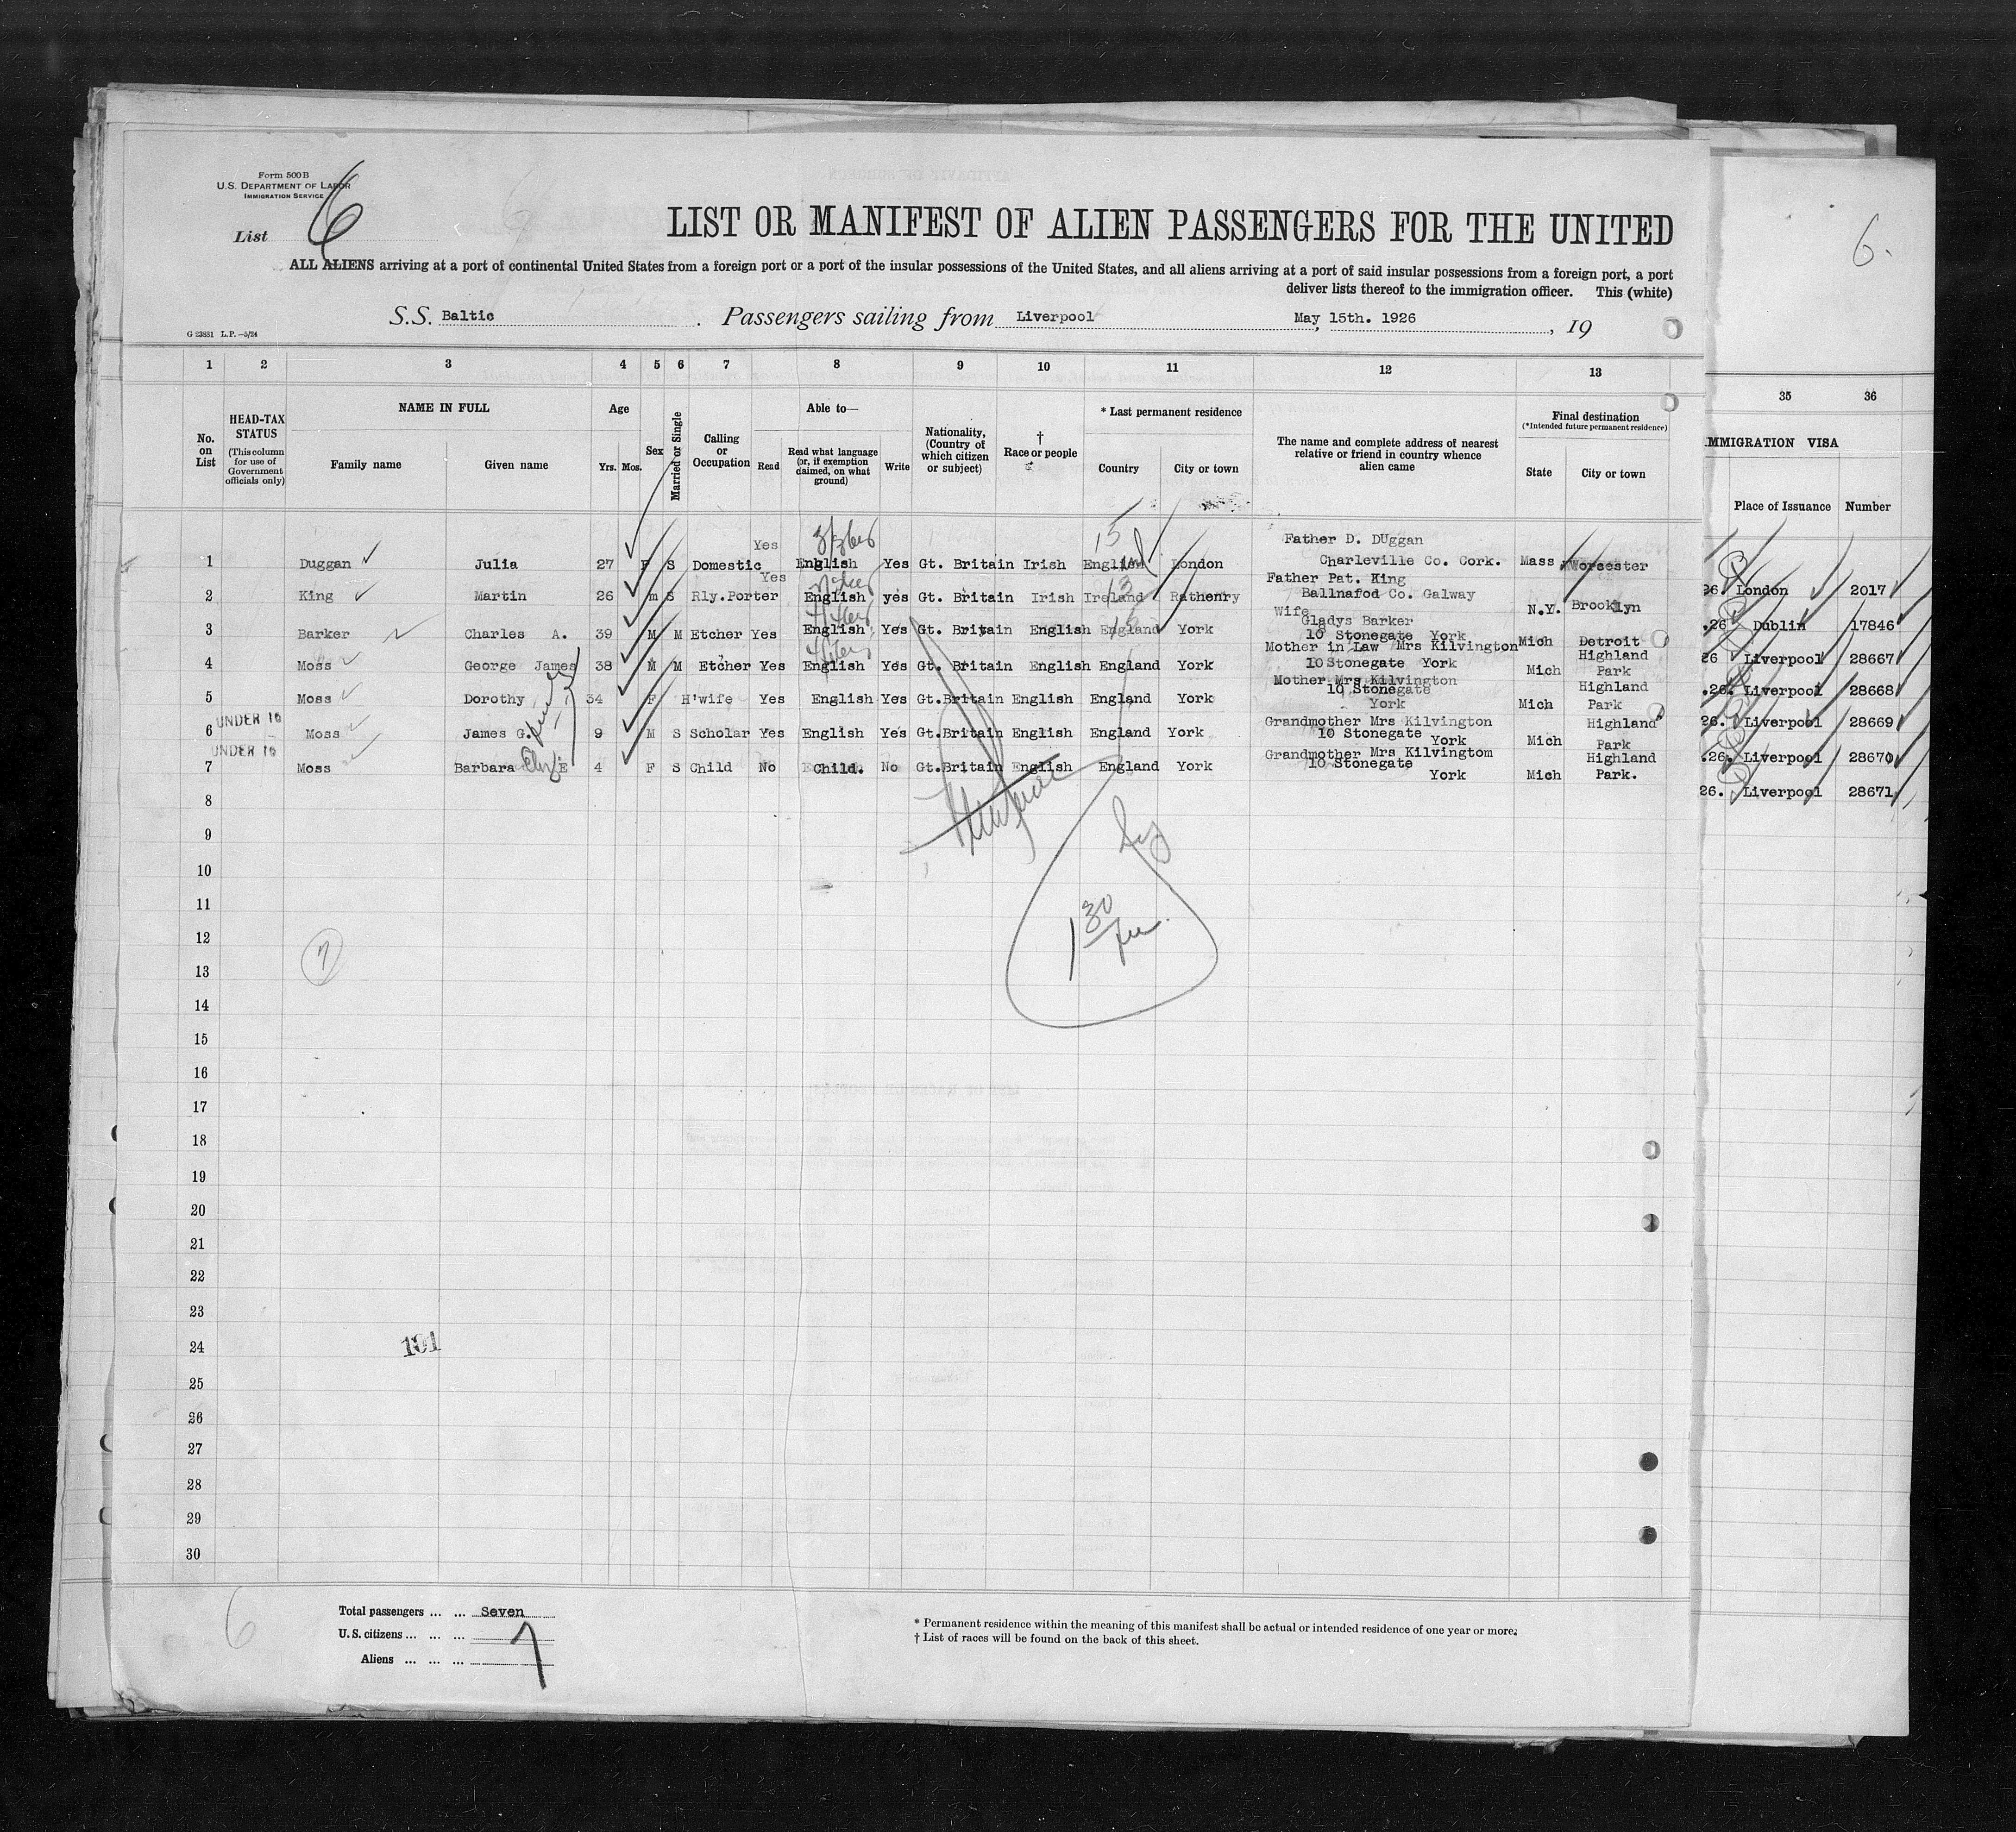 Form 500 B
U.S. DEPARTMENT OF LABOR
IMMIGRATION SERVICE
List 6
LIST OR MANIFEST OF ALIEN PASSENGERS FOR THE UNITED
ALL ALIENS arriving at a port of continental United States from a foreign port or a port of the insular possessions of the United States, and all aliens arriving at a port of said insular possessions from a foreign port, a port
deliver lists thereof to the immigration officer. This (white)
S.S. Baltic . Passengers sailing from Liverpool May 15th. 1926 , 19
G 23831 L.P.—5/24
6.
1 2 3 4 5 6 7 8 9 10 11 12 13 35 36
No. on List
HEAD-TAX STATUS
(This column for use of Government officials only)
NAME IN FULL
Family name Given name
Age
Yrs. Mos.
Sex
Married or Single
Calling or Occupation
Able to—
Read Read what language (or, if exemption claimed, on what ground) Write
Nationality, (Country of which citizen or subject)
† Race or people
* Last permanent residence
Country City or town
The name and complete address of nearest relative or friend in country whence alien came
Final destination
(*Intended future permanent residence)
State City or town
IMMIGRATION VISA
Place of Issuance Number
1 Duggan Julia 27 F S Domestic Yes English Yes Gt. Britain Irish England London Father D. DUggan Charleville Co. Cork. Mass Worcester
2 King Martin 26 m S Rly.Porter Yes English yes Gt. Britain Irish Ireland Rathenry Father Pat. King Ballnafod Co. Galway N.Y. Brooklyn
3 Barker Charles A. 39 M M Etcher Yes English Yes Gt. Britain English England York Wife Gladys Barker 10 Stonegate York Mich Detroit
4 Moss George James 38 M M Etcher Yes English Yes Gt. Britain English England York Mother in Law Mrs Kilvington 10 Stonegate York Mich Highland Park
5 Moss Dorothy 34 F H'wife Yes English Yes Gt.Britain English England York Mother Mrs Kilvington 10 Stonegate York Mich Highland Park
UNDER 16
6 Moss James G. 9 M S Scholar Yes English Yes Gt.Britain English England York Grandmother Mrs Kilvington 10 Stonegate York Mich Highland Park
UNDER 16
7 Moss Barbara E 4 F S Child No Child. No Gt.Britain English England York Grandmother Mrs Kilvingtom 10 Stonegate York Mich Highland Park.
26. London 2017
.26 Dublin 17846
26 Liverpool 28667
.26. Liverpool 28668
26. Liverpool 28669
.26. Liverpool 28670
26. Liverpool 28671
8
9
10
11
12
7
13
14
15
16
17
18
19
20
21
22
23
24
101
25
26
27
28
29
30
6
Total passengers ... ... Seven
U.S. citizens ... ... ...
Aliens ... ... ... 7
* Permanent residence within the meaning of this manifest shall be actual or intended residence of one year or more.
† List of races will be found on the back of this sheet.